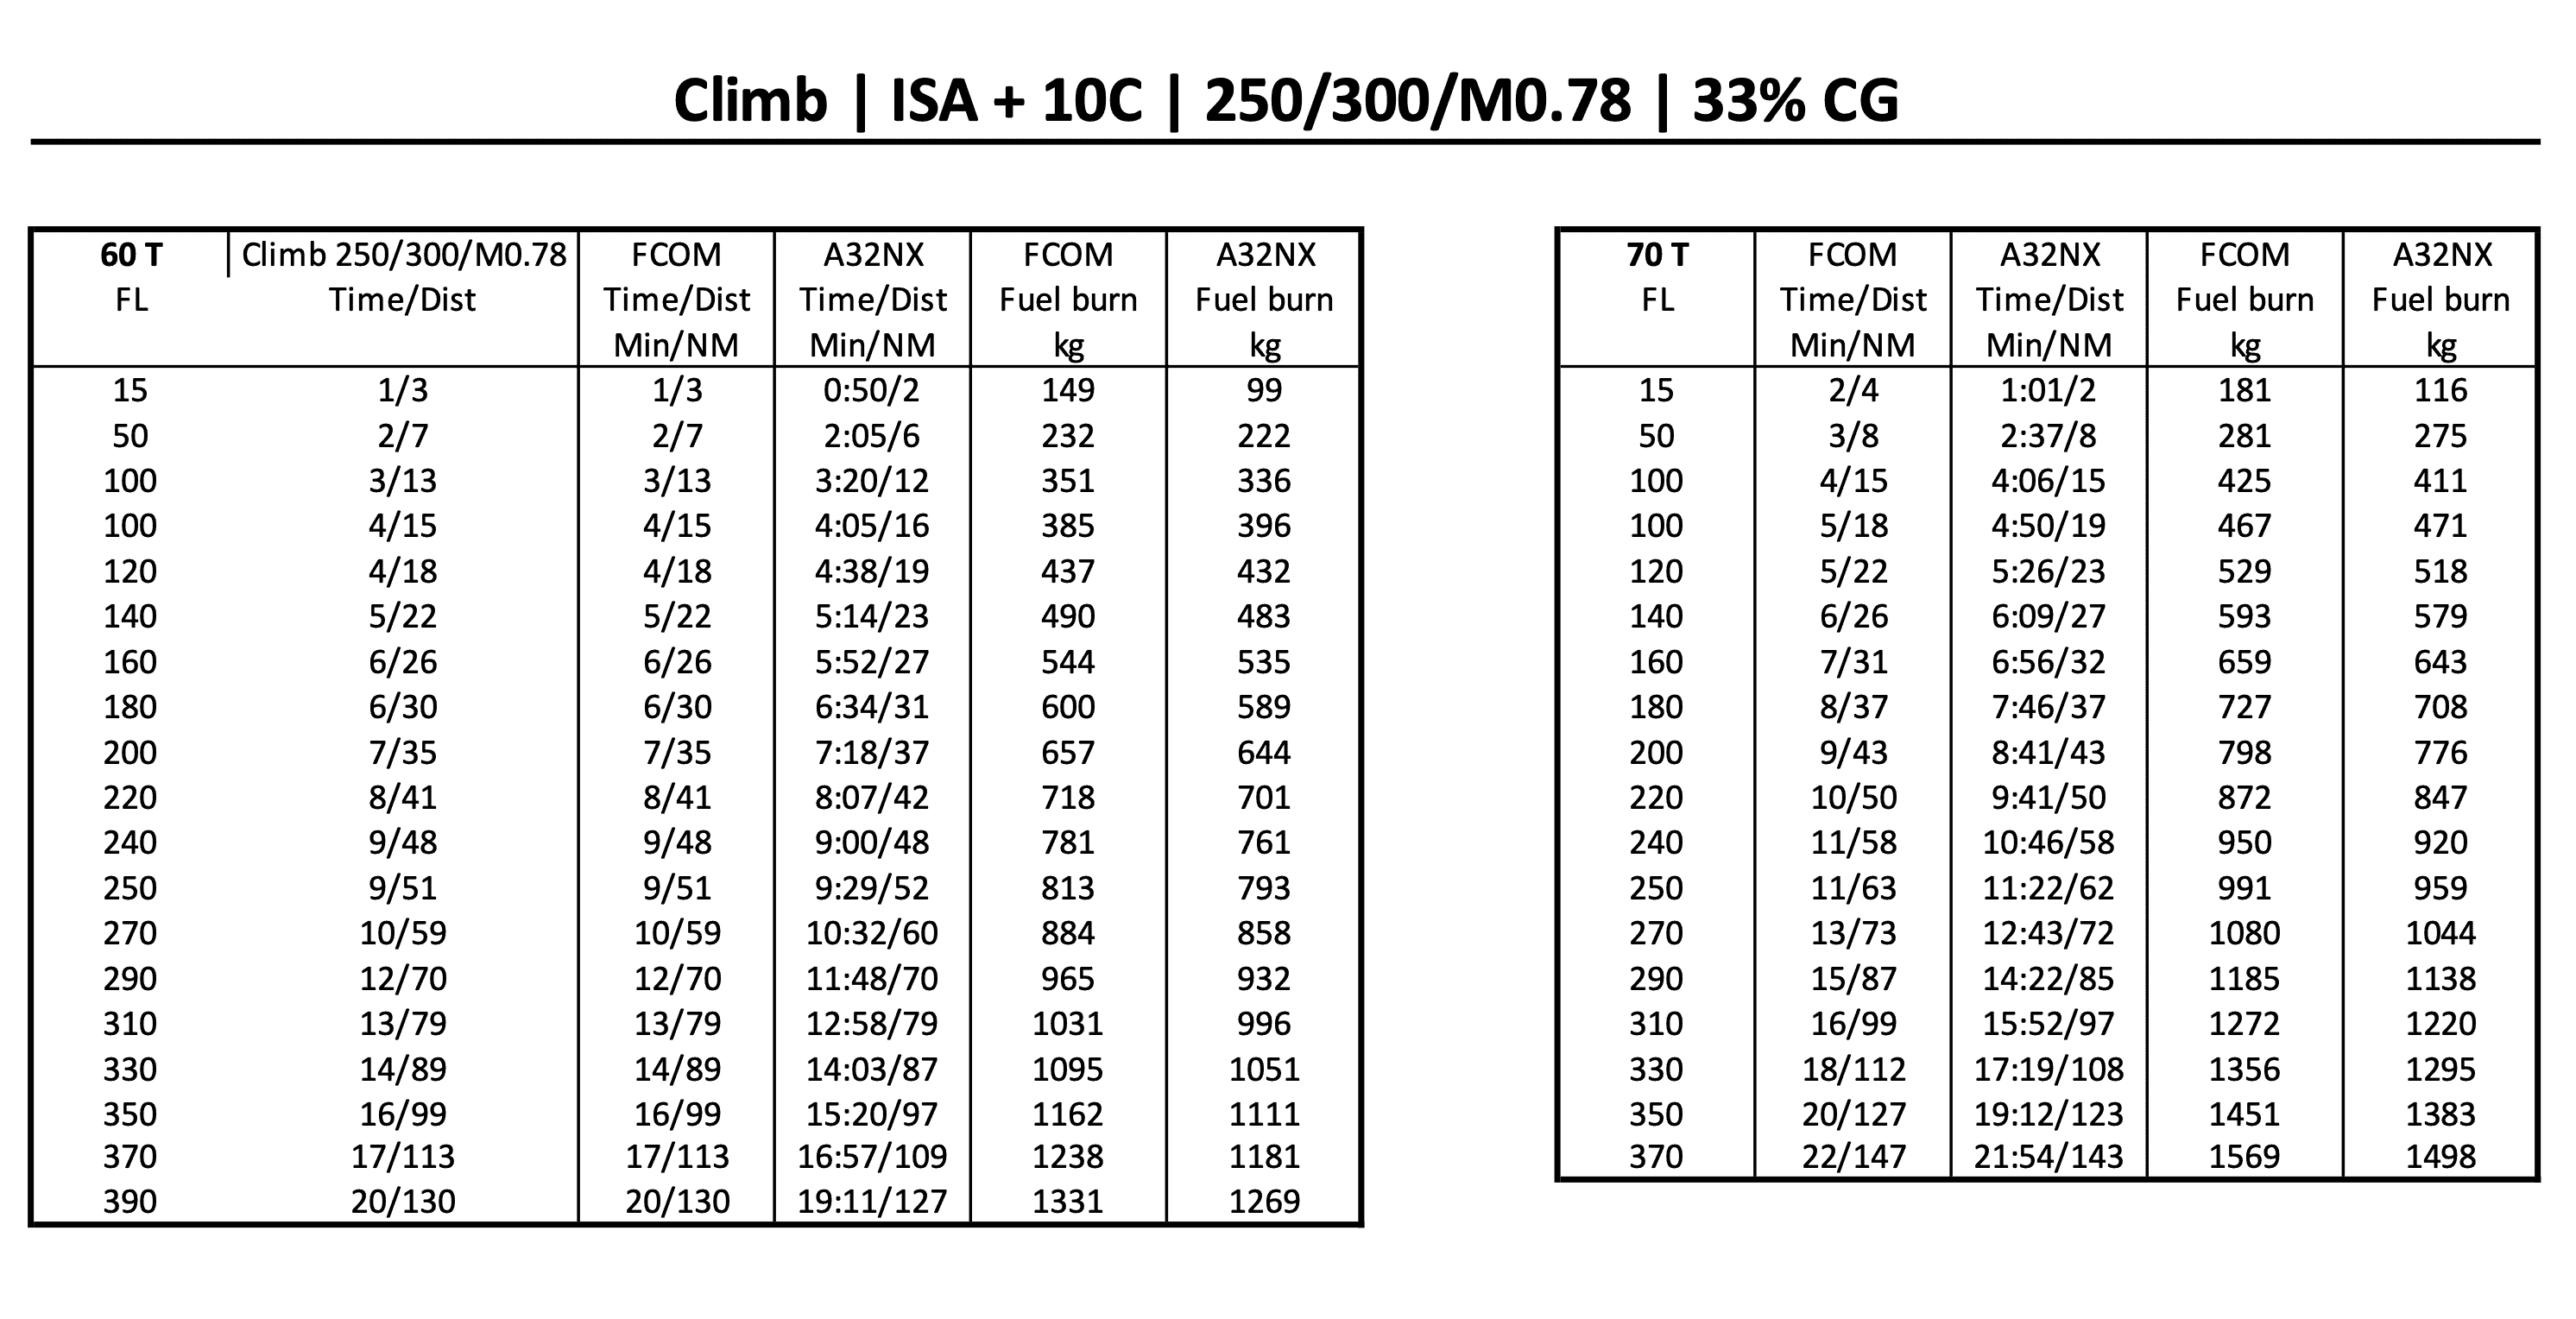 Climb | ISA + 10C | 250/300/M0.78 | 33% CG
60 T | Climb 250/300/M0.78 FCOM A32NX FCOM A32NX
FL Time/Dist Time/Dist Time/Dist Fuel burn Fuel burn
Min/NM Min/NM kg kg
15 1/3 1/3 0:50/2 149 99
50 2/7 2/7 2:05/6 232 222
100 3/13 3/13 3:20/12 351 336
100 4/15 4/15 4:05/16 385 396
120 4/18 4/18 4:38/19 437 432
140 5/22 5/22 5:14/23 490 483
160 6/26 6/26 5:52/27 544 535
180 6/30 6/30 6:34/31 600 589
200 7/35 7/35 7:18/37 657 644
220 8/41 8/41 8:07/42 718 701
240 9/48 9/48 9:00/48 781 761
250 9/51 9/51 9:29/52 813 793
270 10/59 10/59 10:32/60 884 858
290 12/70 12/70 11:48/70 965 932
310 13/79 13/79 12:58/79 1031 996
330 14/89 14/89 14:03/87 1095 1051
350 16/99 16/99 15:20/97 1162 1111
370 17/113 17/113 16:57/109 1238 1181
390 20/130 20/130 19:11/127 1331 1269
70 T FCOM A32NX FCOM A32NX
FL Time/Dist Time/Dist Fuel burn Fuel burn
Min/NM Min/NM kg kg
15 2/4 1:01/2 181 116
50 3/8 2:37/8 281 275
100 4/15 4:06/15 425 411
100 5/18 4:50/19 467 471
120 5/22 5:26/23 529 518
140 6/26 6:09/27 593 579
160 7/31 6:56/32 659 643
180 8/37 7:46/37 727 708
200 9/43 8:41/43 798 776
220 10/50 9:41/50 872 847
240 11/58 10:46/58 950 920
250 11/63 11:22/62 991 959
270 13/73 12:43/72 1080 1044
290 15/87 14:22/85 1185 1138
310 16/99 15:52/97 1272 1220
330 18/112 17:19/108 1356 1295
350 20/127 19:12/123 1451 1383
370 22/147 21:54/143 1569 1498